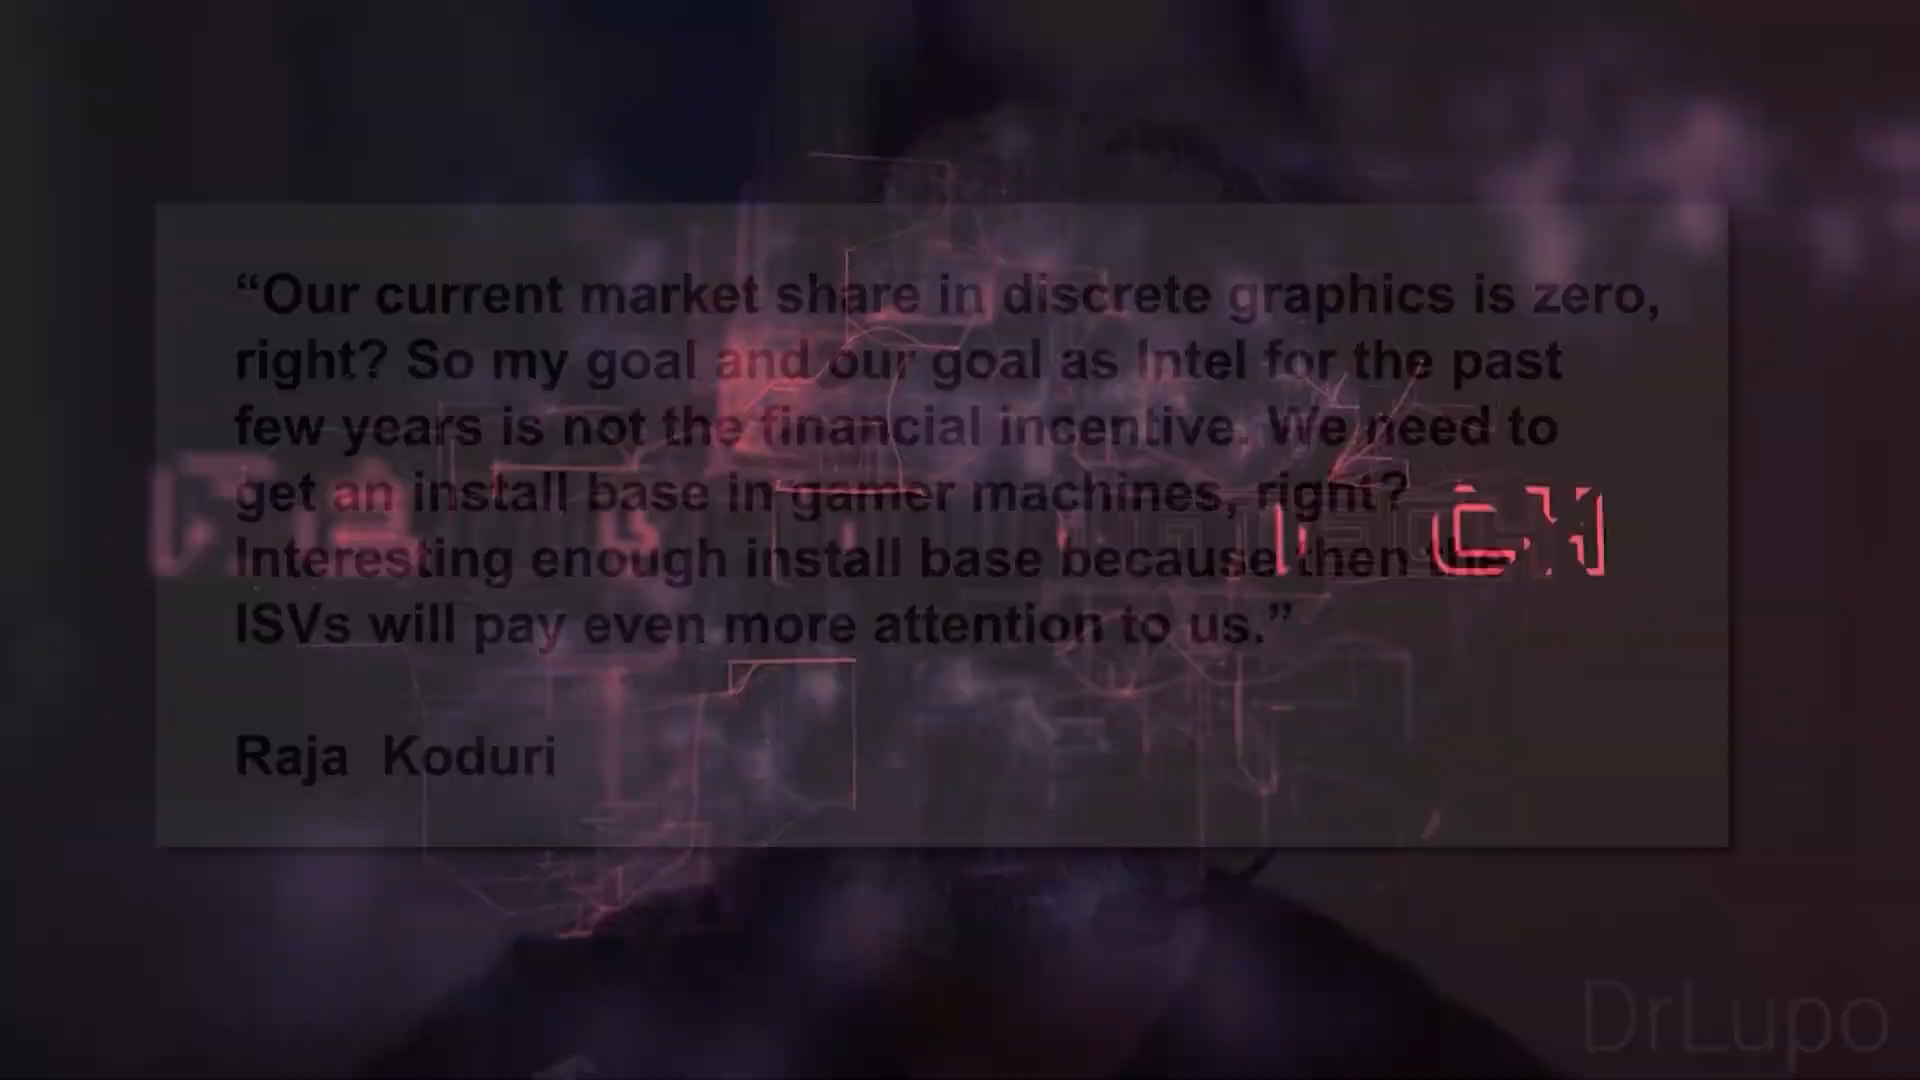 “Our current market share in discrete graphics is zero,
right? So my goal and our goal as Intel for the past
few years is not the financial incentive. We need to
get an install base in gamer machines, right?
Interesting enough install base because then the
ISVs will pay even more attention to us.”
Raja Koduri
DrLupo